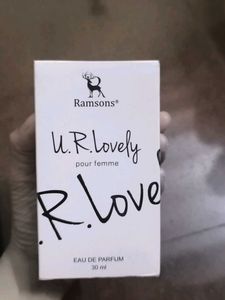 Ramsons®
U.R.Lovely
pour femme
.R.Love
EAU DE PARFUM
30 ml